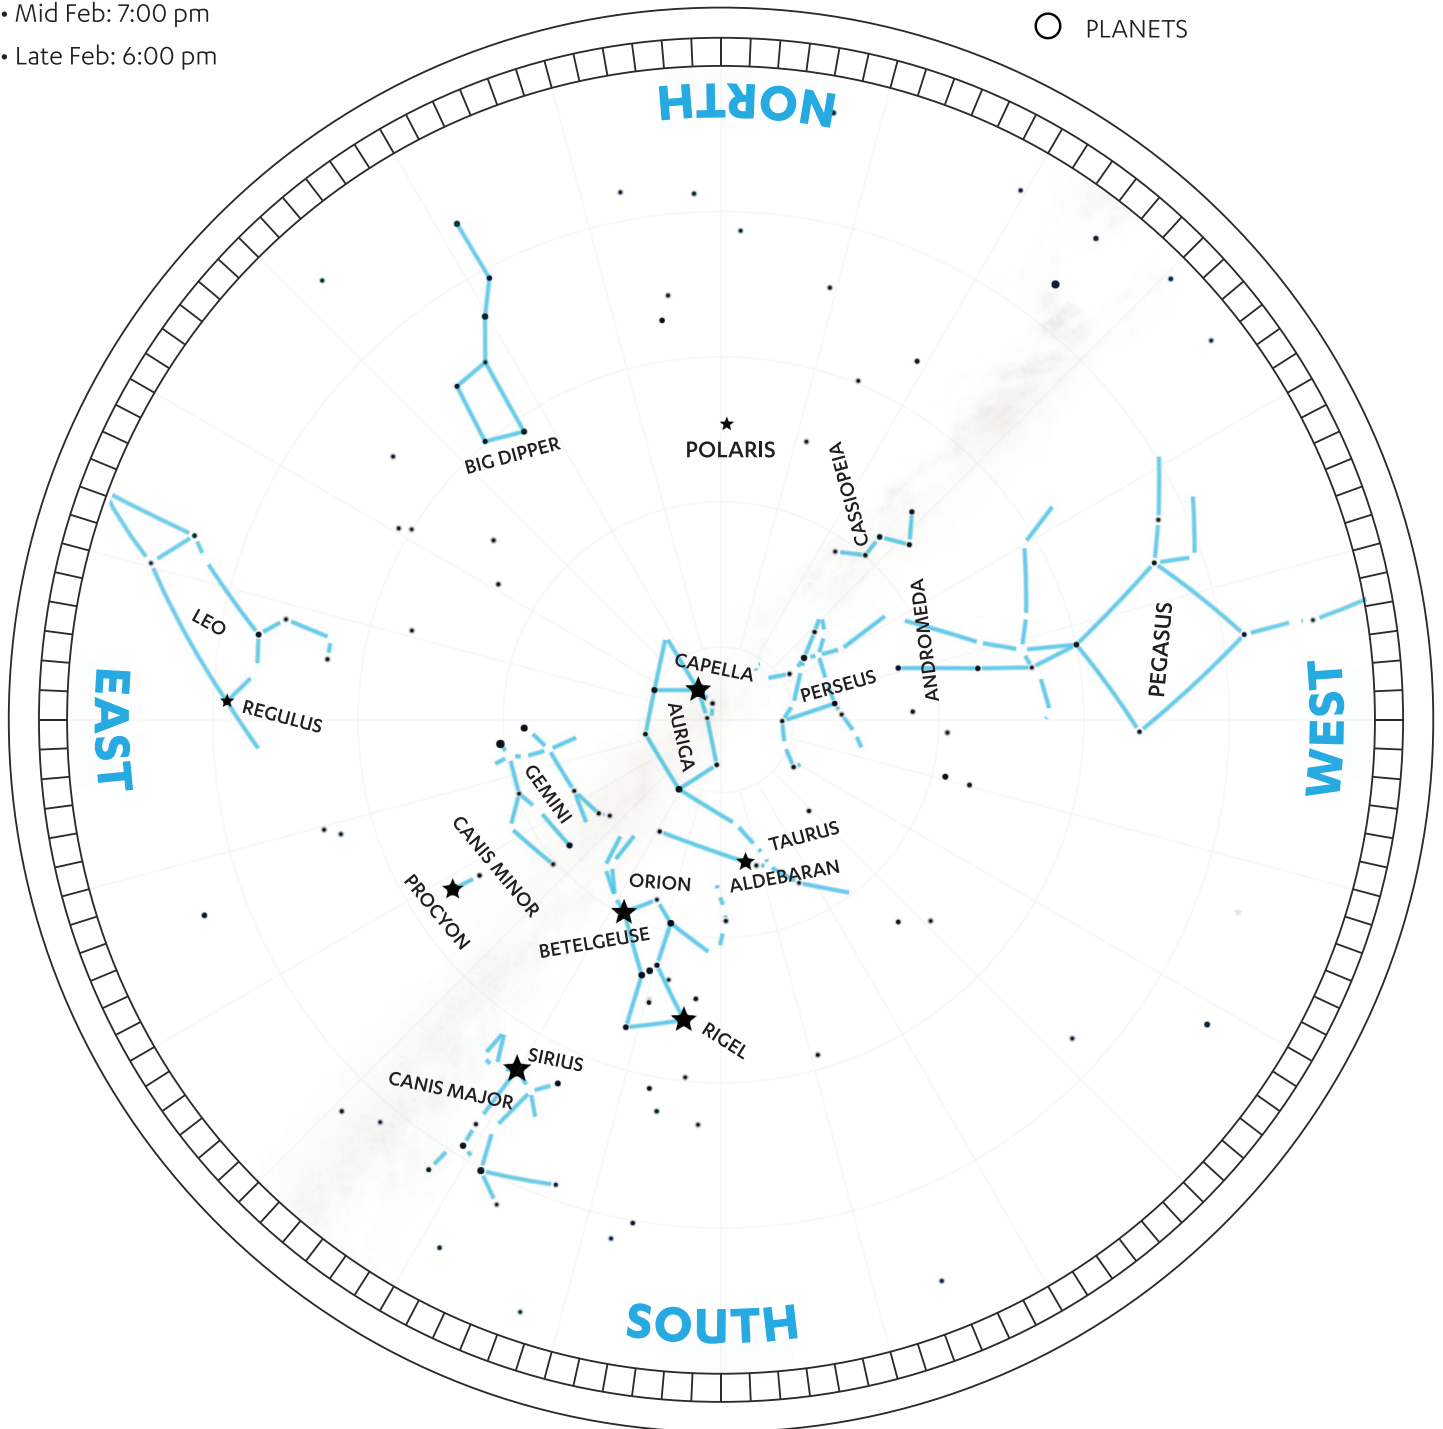 • Mid Feb: 7:00 pm
• Late Feb: 6:00 pm
PLANETS
NORTH
BIG DIPPER
POLARIS
CASSIOPEIA
LEO
REGULUS
EAST
CAPELLA
AURIGA
PERSEUS
ANDROMEDA
PEGASUS
WEST
GEMINI
CANIS MINOR
PROCYON
TAURUS
ALDEBARAN
ORION
BETELGEUSE
RIGEL
SIRIUS
CANIS MAJOR
SOUTH